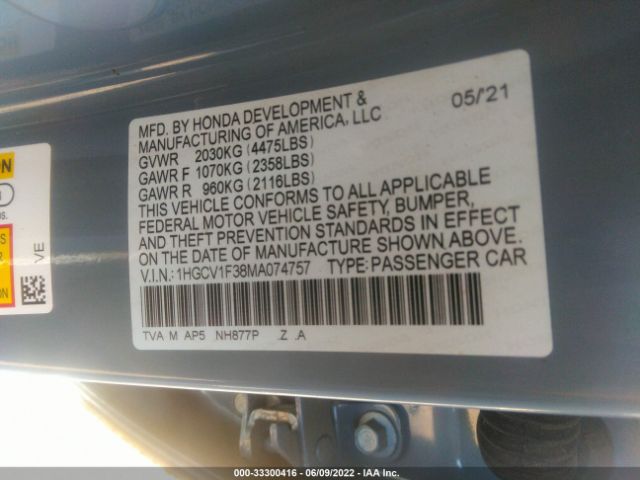 MFD. BY HONDA DEVELOPMENT & 05/'21
MANUFACTURING OF AMERICA, LLC
GVWR 2030KG (4475LBS)
GAWR F 1070KG (2358LBS)
GAWR R 960KG (2116LBS)
THIS VEHICLE CONFORMS TO ALL APPLICABLE
FEDERAL MOTOR VEHICLE SAFETY, BUMPER,
AND THEFT PREVENTION STANDARDS IN EFFECT
ON THE DATE OF MANUFACTURE SHOWN ABOVE.
V.I.N.: 1HGCV1F38MA074757 TYPE: PASSENGER CAR
TVA M AP5 NH877P .Z .A
VE
000-33300416 - 06/09/2022 - IAA Inc.